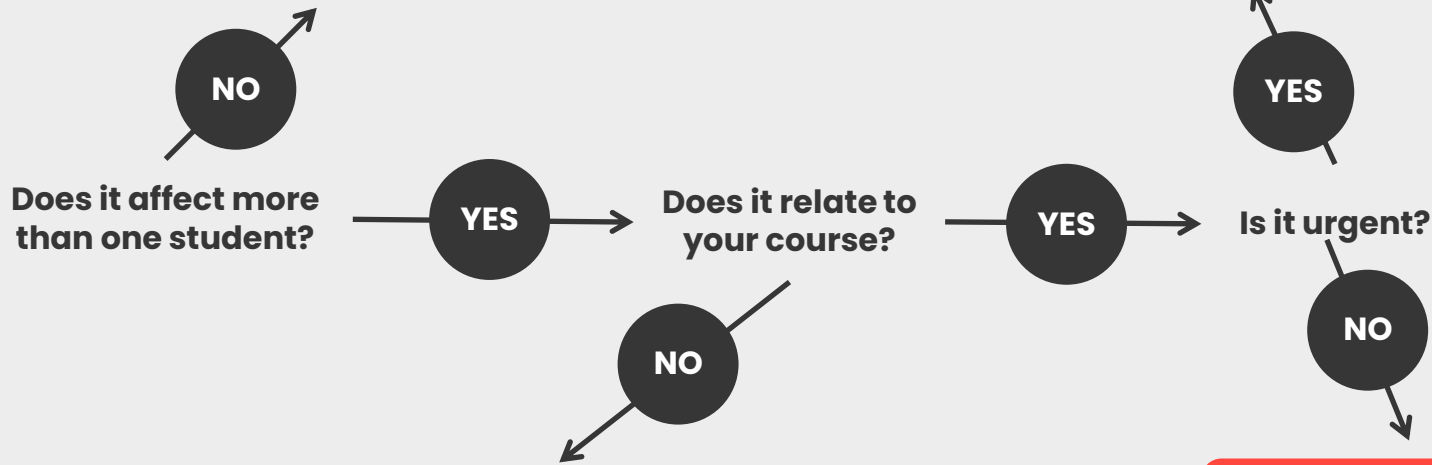 NO
YES
Does it affect more
than one student?
YES
Does it relate to
your course?
YES
Is it urgent?
NO
NO